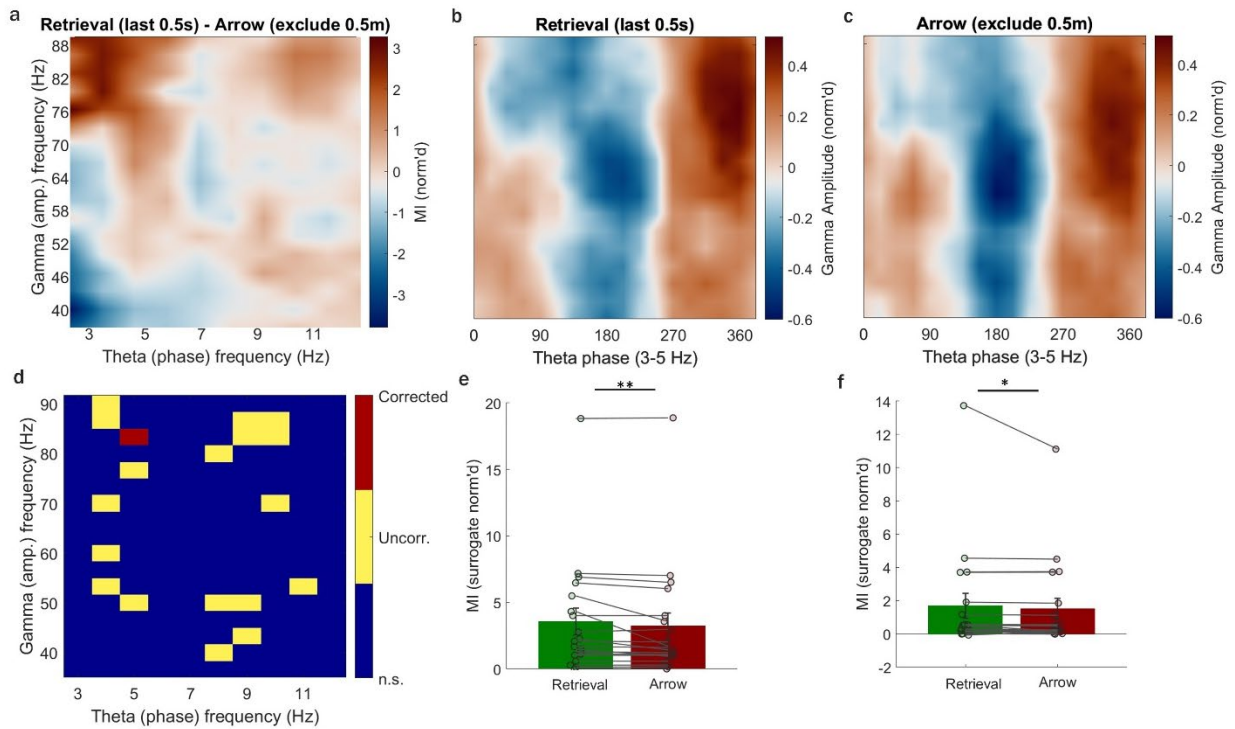 a
Retrieval (last 0.5s) - Arrow (exclude 0.5m)
Gamma (amp.) frequency (Hz)
88
82
76
70
64
58
52
46
40
3
5
7
9
11
Theta (phase) frequency (Hz)
3
2
1
0
-1
-2
-3
MI (norm'd)
b
Retrieval (last 0.5s)
0
90
180
270
360
Theta phase (3-5 Hz)
0.4
0.2
0
-0.2
-0.4
-0.6
Gamma Amplitude (norm'd)
c
Arrow (exclude 0.5m)
0
90
180
270
360
Theta phase (3-5 Hz)
0.4
0.2
0
-0.2
-0.4
-0.6
Gamma Amplitude (norm'd)
d
Gamma (amp.) frequency (Hz)
90
80
70
60
50
40
3
5
7
9
11
Theta (phase) frequency (Hz)
Corrected
Uncorr.
n.s.
e
**
MI (surrogate norm'd)
20
15
10
5
0
Retrieval
Arrow
f
*
MI (surrogate norm'd)
14
12
10
8
6
4
2
0
-2
Retrieval
Arrow